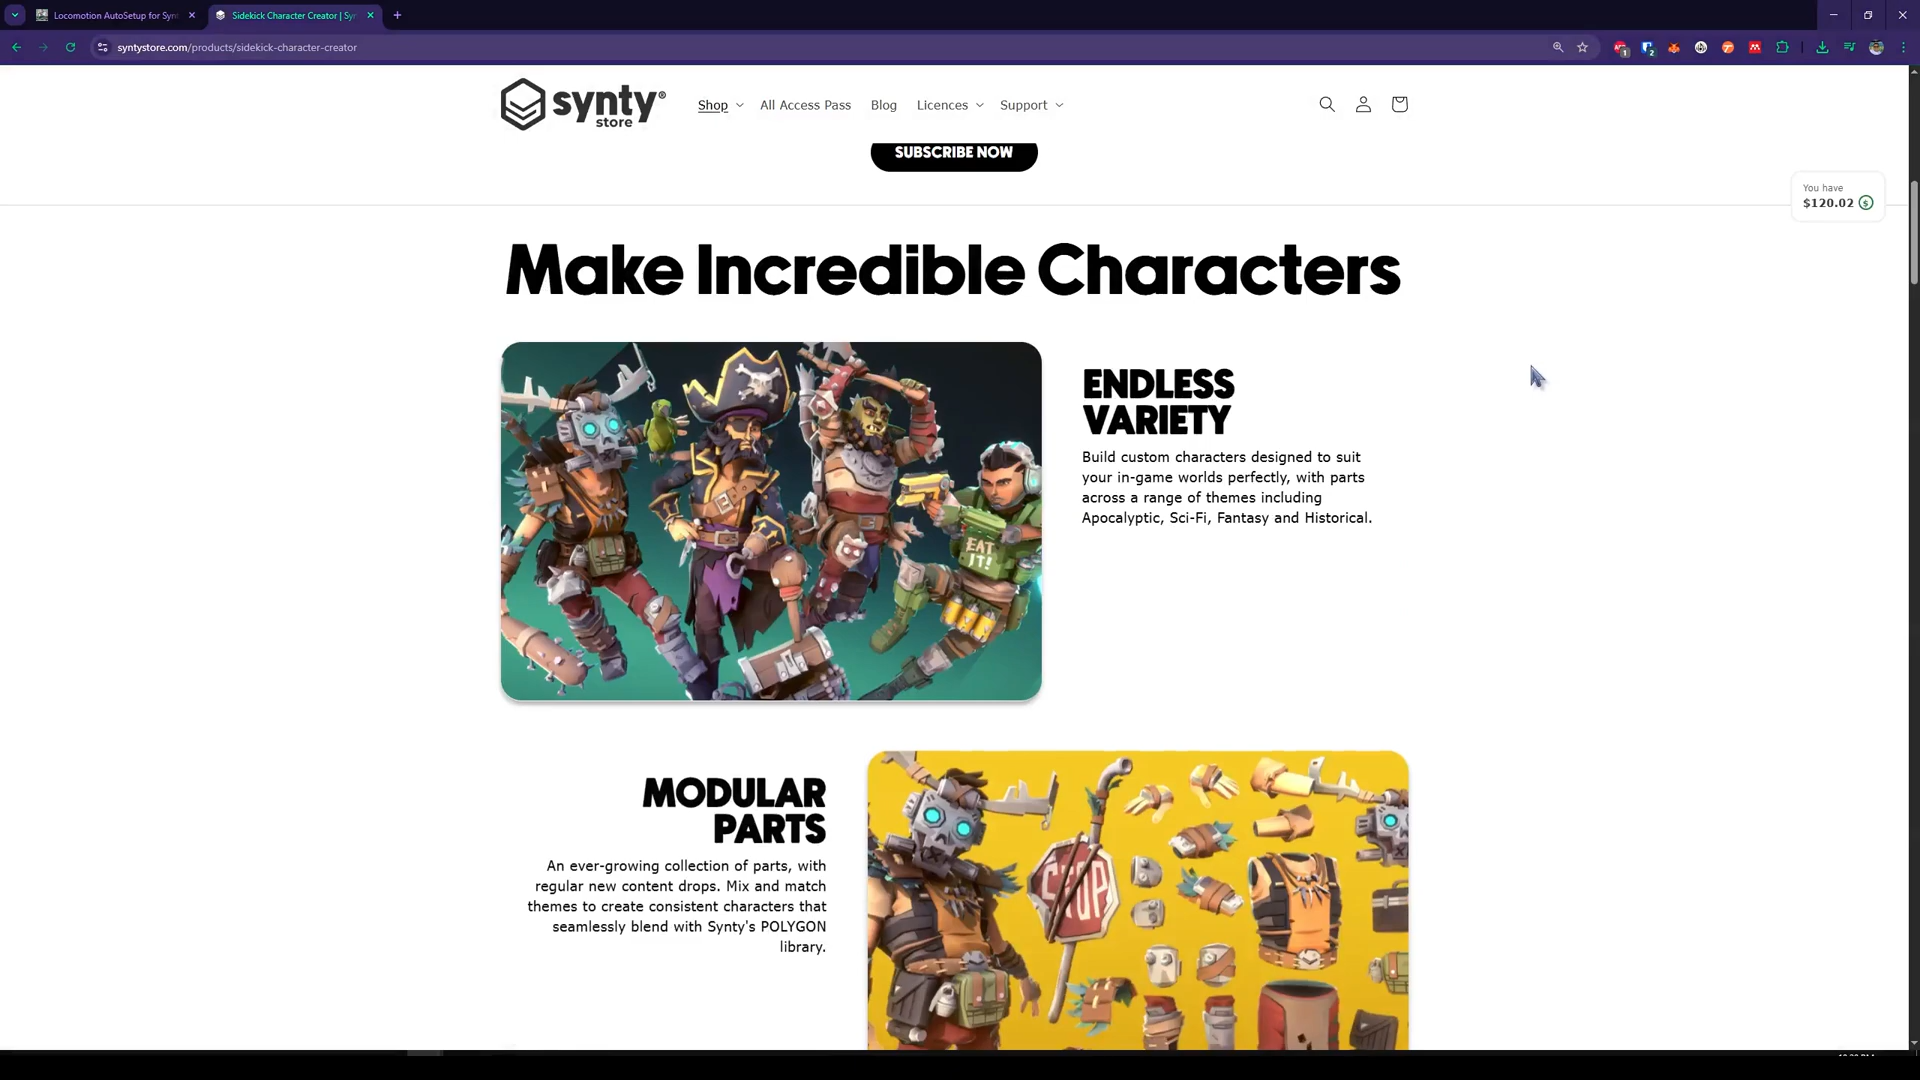 Locomotion AutoSetup for Syn
Sidekick Character Creator | Sy
syntystore.com/products/sidekick-character-creator
1
2
synty®
store
Shop
All Access Pass
Blog
Licences
Support
SUBSCRIBE NOW
You have
$120.02
Make Incredible Characters
ENDLESS
VARIETY
Build custom characters designed to suit
your in-game worlds perfectly, with parts
across a range of themes including
Apocalyptic, Sci-Fi, Fantasy and Historical.
EAT
IT!
MODULAR
PARTS
An ever-growing collection of parts, with
regular new content drops. Mix and match
themes to create consistent characters that
seamlessly blend with Synty's POLYGON
library.
STOP